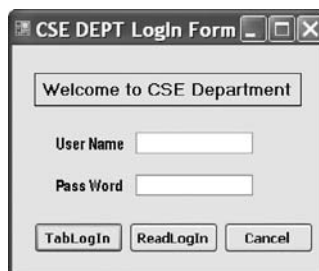 CSE DEPT LogIn Form
Welcome to CSE Department
User Name
Pass Word
TabLogIn ReadLogIn Cancel